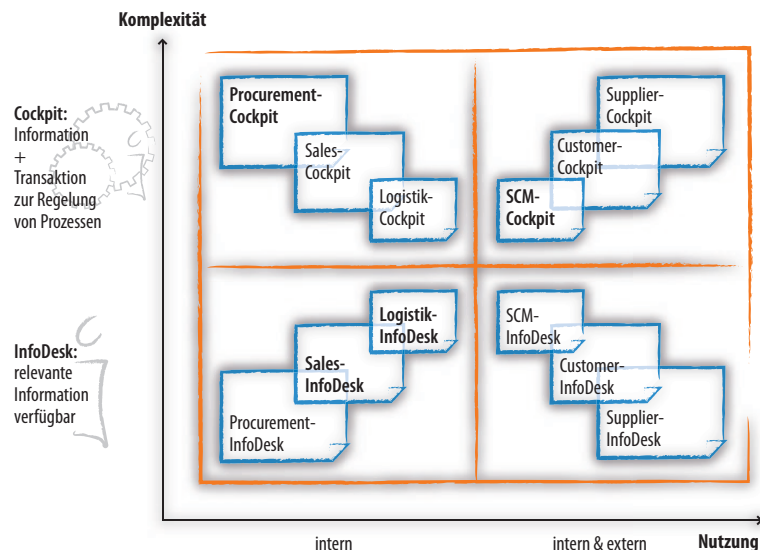 Komplexität
Cockpit:
Information
+
Transaktion
zur Regelung
von Prozessen
Procurement-
Cockpit
Sales-
Cockpit
Logistik-
Cockpit
Supplier-
Cockpit
Customer-
Cockpit
SCM-
Cockpit
InfoDesk:
relevante
Information
verfügbar
Logistik-
InfoDesk
Sales-
InfoDesk
Procurement-
InfoDesk
SCM-
InfoDesk
Customer-
InfoDesk
Supplier-
InfoDesk
intern
intern & extern
Nutzung